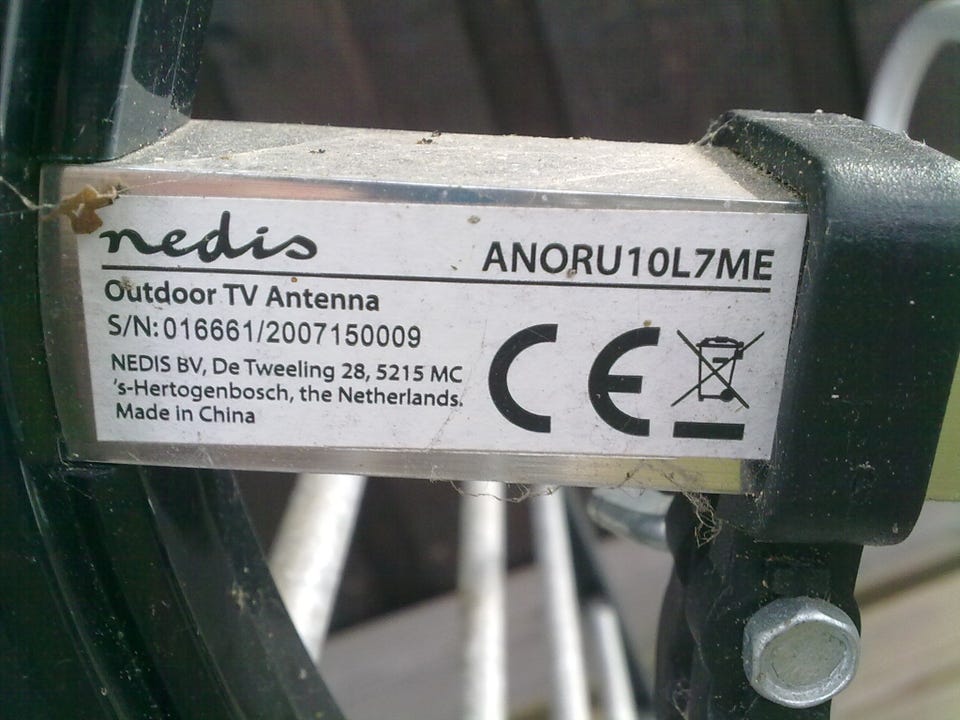 nedis
ANORU10L7ME
Outdoor TV Antenna
S/N: 016661/2007150009
NEDIS BV, De Tweeling 28, 5215 MC
's-Hertogenbosch, the Netherlands.
Made in China
CE